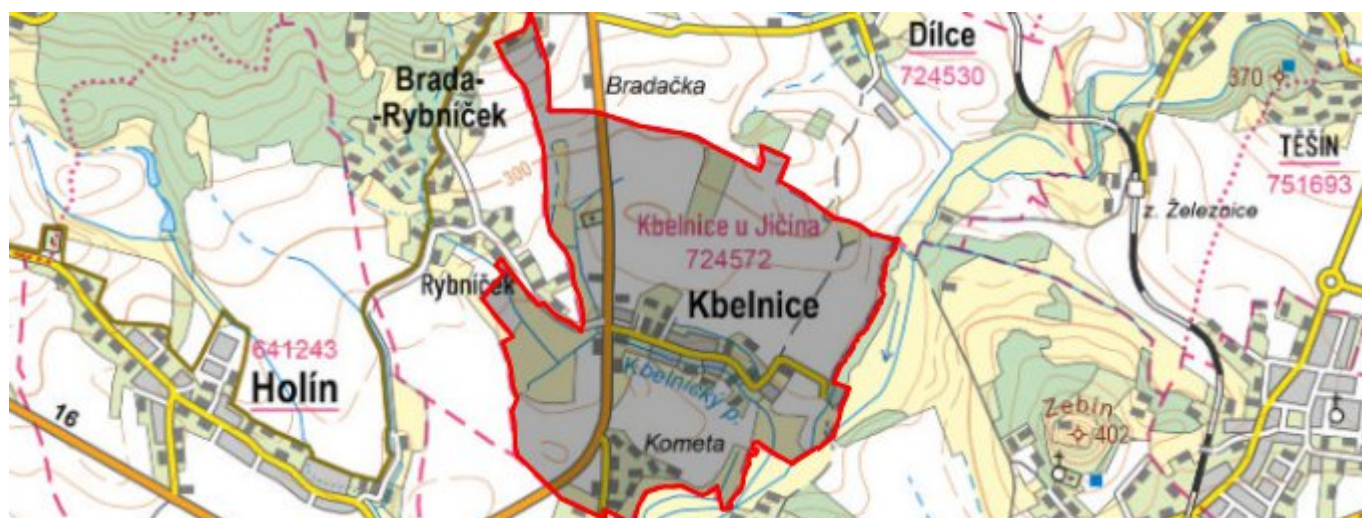 Dílce
724530
Brada-
-Rybníček
Bradačka
370
TĚŠÍN
751693
300
z. Železnice
Kbelnice u Jičína
724572
Rybníček
Kbelnice
641243
Holín
Kbelnický p.
16
Kometa
Zebín
402